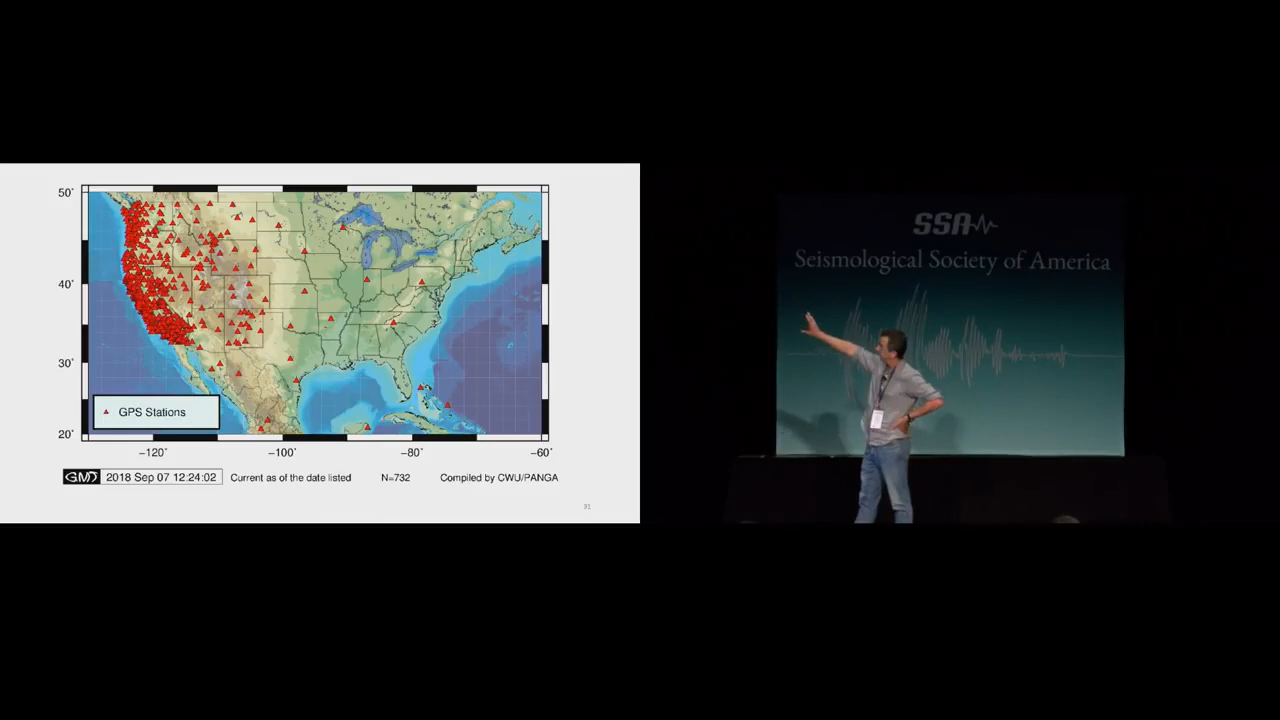 50°
40°
30°
20°
GPS Stations
−120°
−100°
−80°
−60°
GMT 2018 Sep 07 12:24:02 Current as of the date listed N=732 Compiled by CWU/PANGA
31
SSA
Seismological Society of America